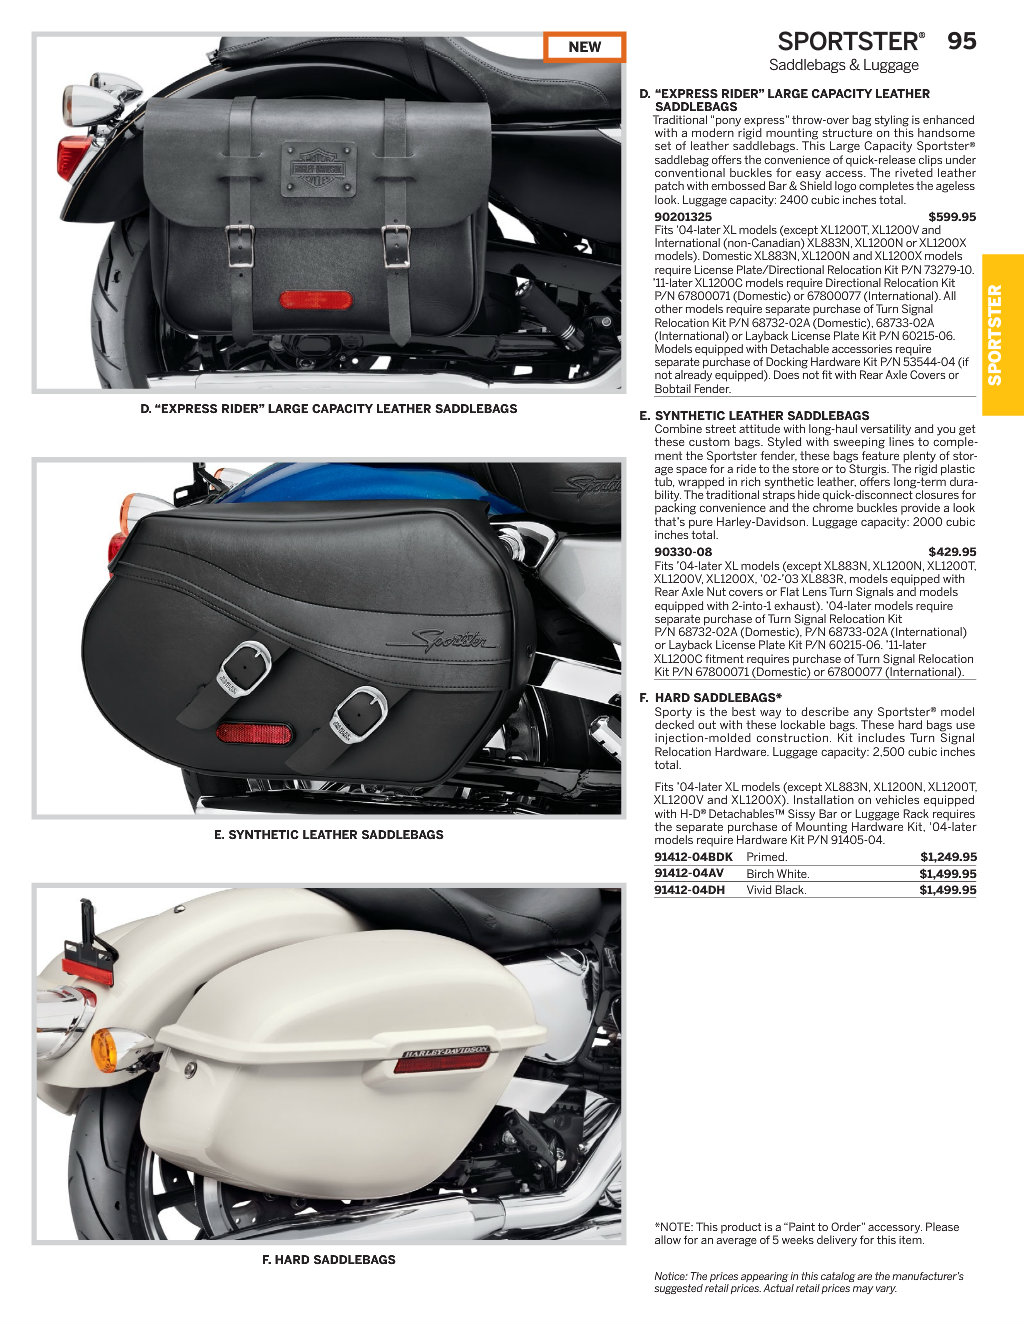 SPORTSTER® 95
Saddlebags & Luggage
NEW
D. “EXPRESS RIDER” LARGE CAPACITY LEATHER SADDLEBAGS
Sportster
Sportster
E. SYNTHETIC LEATHER SADDLEBAGS
HARLEY-DAVIDSON
F. HARD SADDLEBAGS
D. “EXPRESS RIDER” LARGE CAPACITY LEATHER
SADDLEBAGS
Traditional “pony express” throw-over bag styling is enhanced
with a modern rigid mounting structure on this handsome
set of leather saddlebags. This Large Capacity Sportster®
saddlebag offers the convenience of quick-release clips under
conventional buckles for easy access. The riveted leather
patch with embossed Bar & Shield logo completes the ageless
look. Luggage capacity: 2400 cubic inches total.
90201325 $599.95
Fits ’04-later XL models (except XL1200T, XL1200V and
International (non-Canadian) XL883N, XL1200N or XL1200X
models). Domestic XL883N, XL1200N and XL1200X models
require License Plate/Directional Relocation Kit P/N 73279-10.
’11-later XL1200C models require Directional Relocation Kit
P/N 67800071 (Domestic) or 67800077 (International). All
other models require separate purchase of Turn Signal
Relocation Kit P/N 68732-02A (Domestic), 68733-02A
(International) or Layback License Plate Kit P/N 60215-06.
Models equipped with Detachable accessories require
separate purchase of Docking Hardware Kit P/N 53544-04 (if
not already equipped). Does not fit with Rear Axle Covers or
Bobtail Fender.
E. SYNTHETIC LEATHER SADDLEBAGS
Combine street attitude with long-haul versatility and you get
these custom bags. Styled with sweeping lines to comple-
ment the Sportster fender, these bags feature plenty of stor-
age space for a ride to the store or to Sturgis. The rigid plastic
tub, wrapped in rich synthetic leather, offers long-term dura-
bility. The traditional straps hide quick-disconnect closures for
packing convenience and the chrome buckles provide a look
that’s pure Harley-Davidson. Luggage capacity: 2000 cubic
inches total.
90330-08 $429.95
Fits ’04-later XL models (except XL883N, XL1200N, XL1200T,
XL1200V, XL1200X, ’02-’03 XL883R, models equipped with
Rear Axle Nut covers or Flat Lens Turn Signals and models
equipped with 2-into-1 exhaust). ’04-later models require
separate purchase of Turn Signal Relocation Kit
P/N 68732-02A (Domestic), P/N 68733-02A (International)
or Layback License Plate Kit P/N 60215-06. ’11-later
XL1200C fitment requires purchase of Turn Signal Relocation
Kit P/N 67800071 (Domestic) or 67800077 (International).
F. HARD SADDLEBAGS*
Sporty is the best way to describe any Sportster® model
decked out with these lockable bags. These hard bags use
injection-molded construction. Kit includes Turn Signal
Relocation Hardware. Luggage capacity: 2,500 cubic inches
total.
Fits ’04-later XL models (except XL883N, XL1200N, XL1200T,
XL1200V and XL1200X). Installation on vehicles equipped
with H-D® Detachables™ Sissy Bar or Luggage Rack requires
the separate purchase of Mounting Hardware Kit, ‘04-later
models require Hardware Kit P/N 91405-04.
91412-04BDK Primed. $1,249.95
91412-04AV Birch White. $1,499.95
91412-04DH Vivid Black. $1,499.95
SPORTSTER
*NOTE: This product is a “Paint to Order” accessory. Please
allow for an average of 5 weeks delivery for this item.
Notice: The prices appearing in this catalog are the manufacturer’s
suggested retail prices. Actual retail prices may vary.